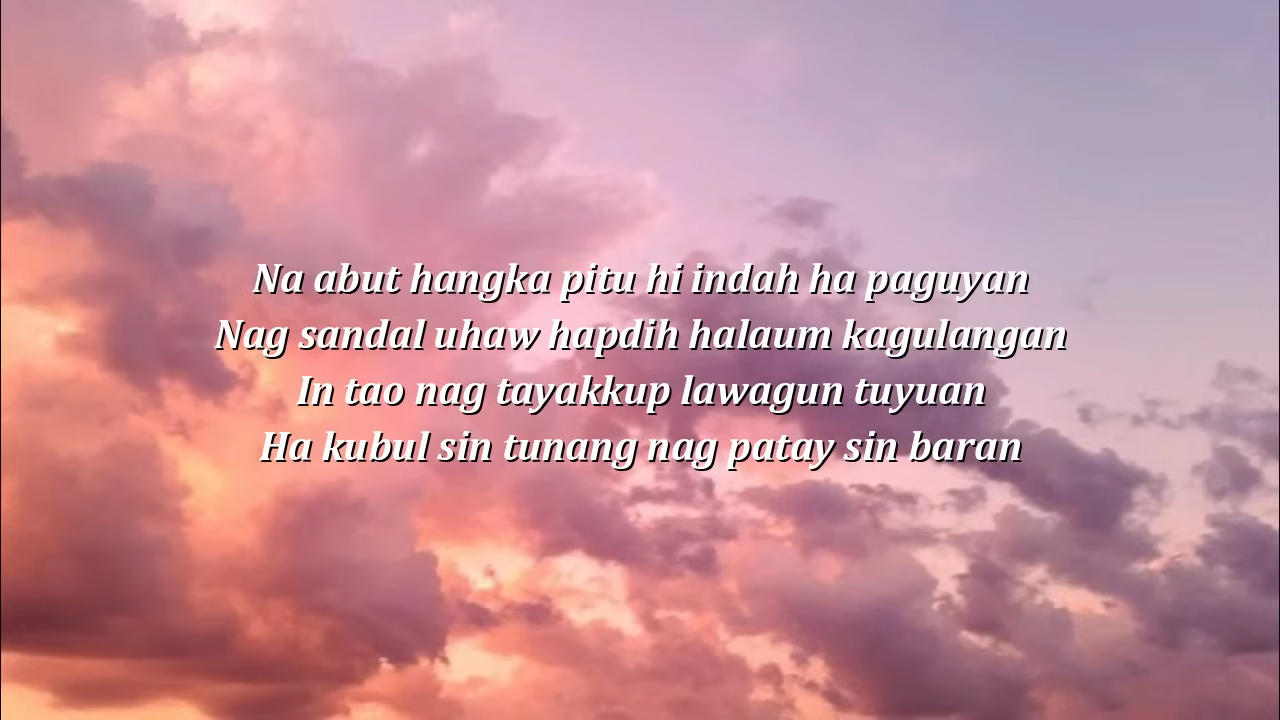 Na abut hangka pitu hi indah ha paguyan
Nag sandal uhaw hapdih halaum kagulangan
In tao nag tayakkup lawagun tuyuan
Ha kubul sin tunang nag patay sin baran